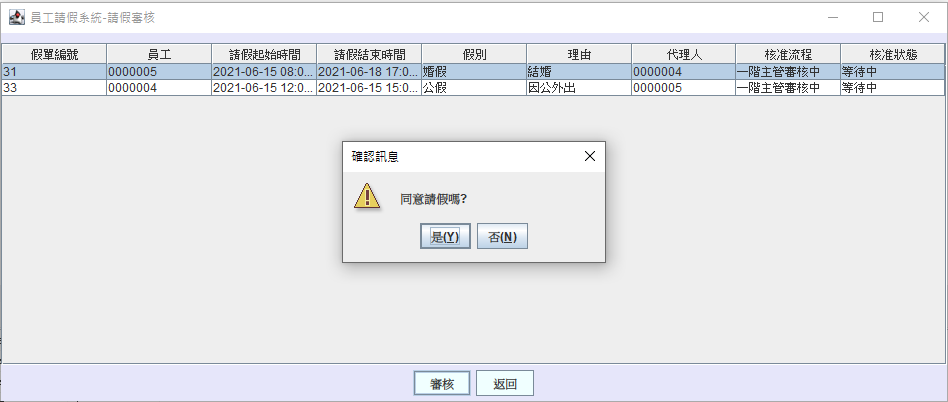 員工請假系統-請假審核
假單編號 員工 請假起始時間 請假結束時間 假別 理由 代理人 核准流程 核准狀態
31 0000005 2021-06-15 08:0... 2021-06-18 17:0... 婚假 結婚 0000004 一階主管審核中 等待中
33 0000004 2021-06-15 12:0... 2021-06-15 15:0... 公假 因公外出 0000005 一階主管審核中 等待中
確認訊息
同意請假嗎?
是(Y) 否(N)
審核 返回